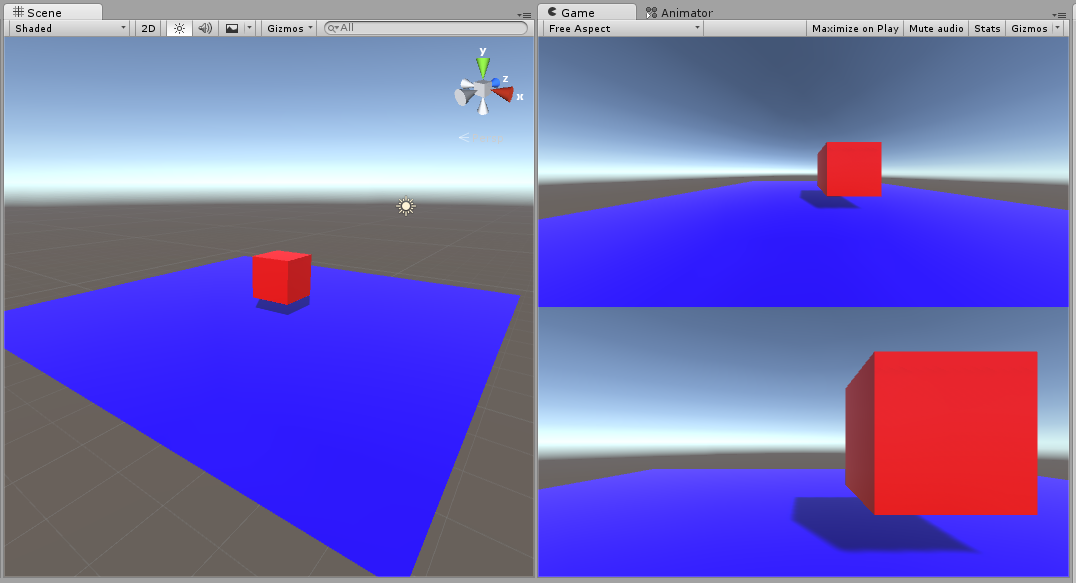 Scene
Shaded 2D Gizmos All
y
z
x
Game Animator
Free Aspect Maximize on Play Mute audio Stats Gizmos